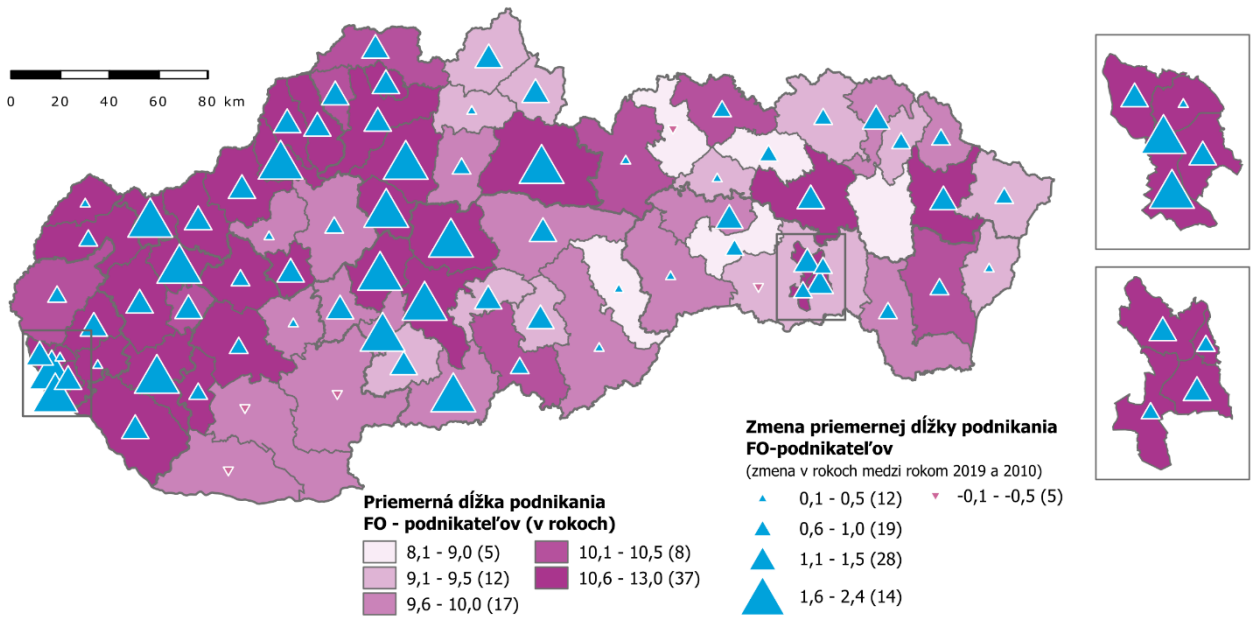 0 20 40 60 80 km
Priemerná dĺžka podnikania
FO - podnikateľov (v rokoch)
8,1 - 9,0 (5)
9,1 - 9,5 (12)
9,6 - 10,0 (17)
10,1 - 10,5 (8)
10,6 - 13,0 (37)
Zmena priemernej dĺžky podnikania
FO-podnikateľov
(zmena v rokoch medzi rokom 2019 a 2010)
0,1 - 0,5 (12)
0,6 - 1,0 (19)
1,1 - 1,5 (28)
1,6 - 2,4 (14)
-0,1 - -0,5 (5)